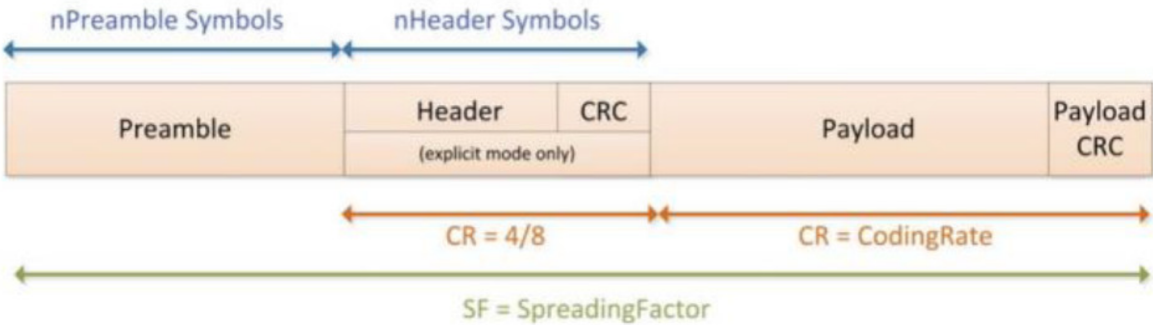 nPreamble Symbols
nHeader Symbols
Preamble
Header
CRC
(explicit mode only)
Payload
Payload
CRC
CR = 4/8
CR = CodingRate
SF = SpreadingFactor